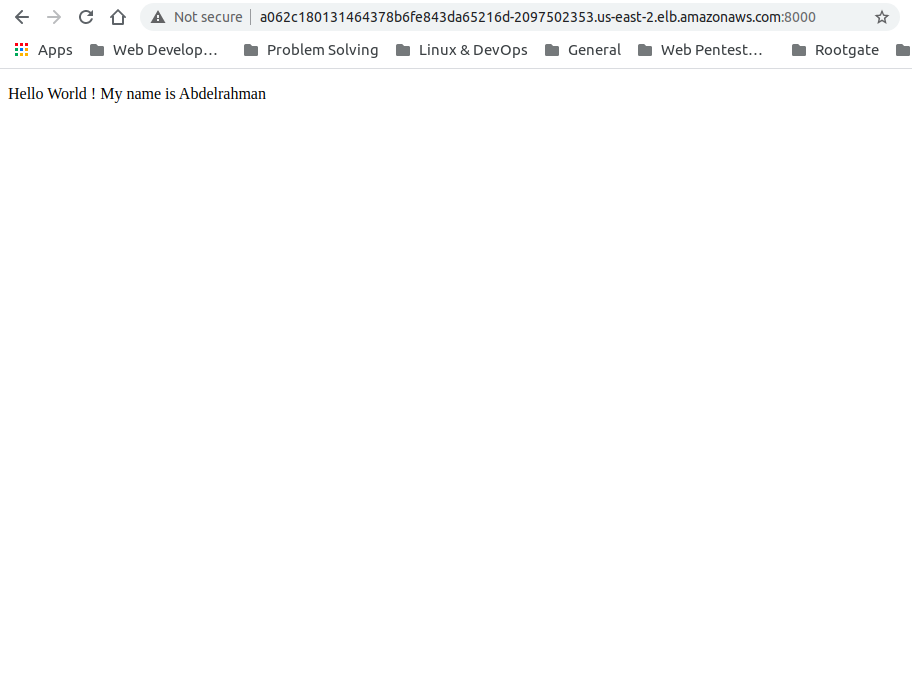 Not secure a062c180131464378b6fe843da65216d-2097502353.us-east-2.elb.amazonaws.com:8000
Apps Web Develop… Problem Solving Linux & DevOps General Web Pentest… Rootgate
Hello World ! My name is Abdelrahman